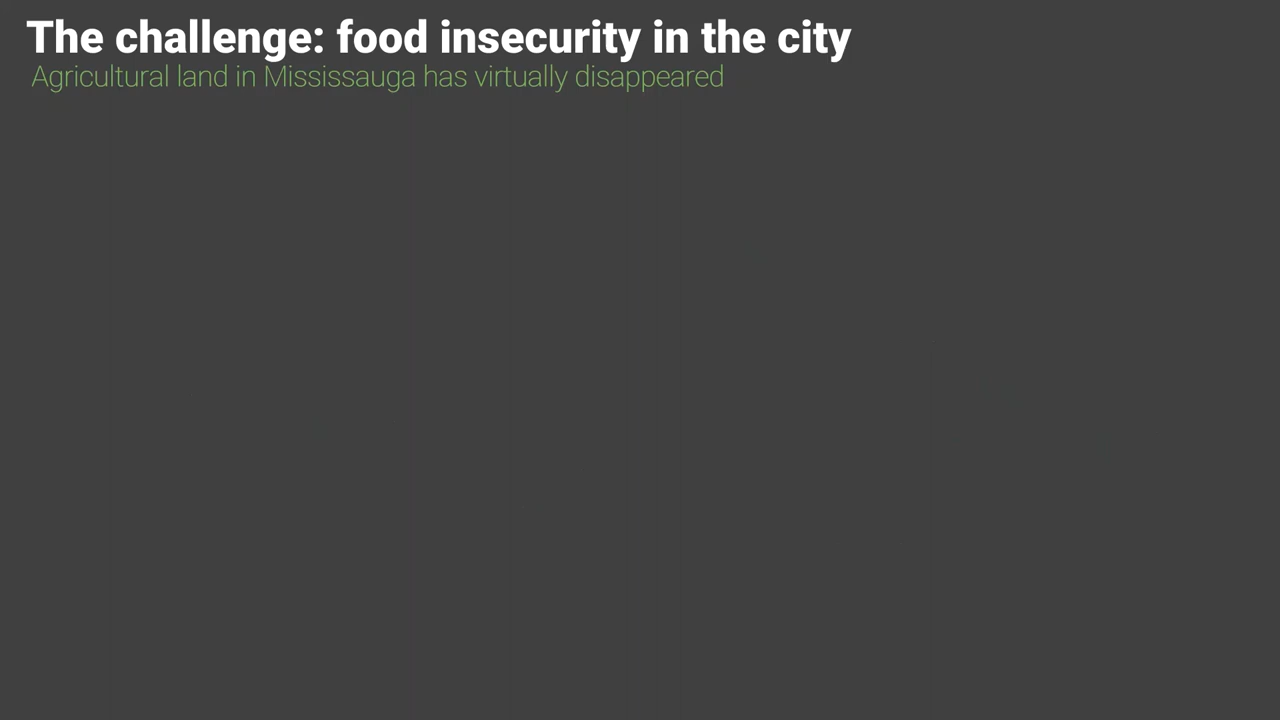 The challenge: food insecurity in the city
Agricultural land in Mississauga has virtually disappeared